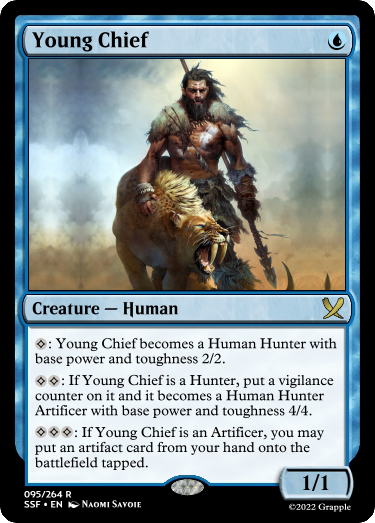 Young Chief
Creature — Human
: Young Chief becomes a Human Hunter with
base power and toughness 2/2.
: If Young Chief is a Hunter, put a vigilance
counter on it and it becomes a Human Hunter
Artificer with base power and toughness 4/4.
: If Young Chief is an Artificer, you may
put an artifact card from your hand onto the
battlefield tapped.
1/1
095/264 R
SSF • EN Naomi Savoie
©2022 Grapple